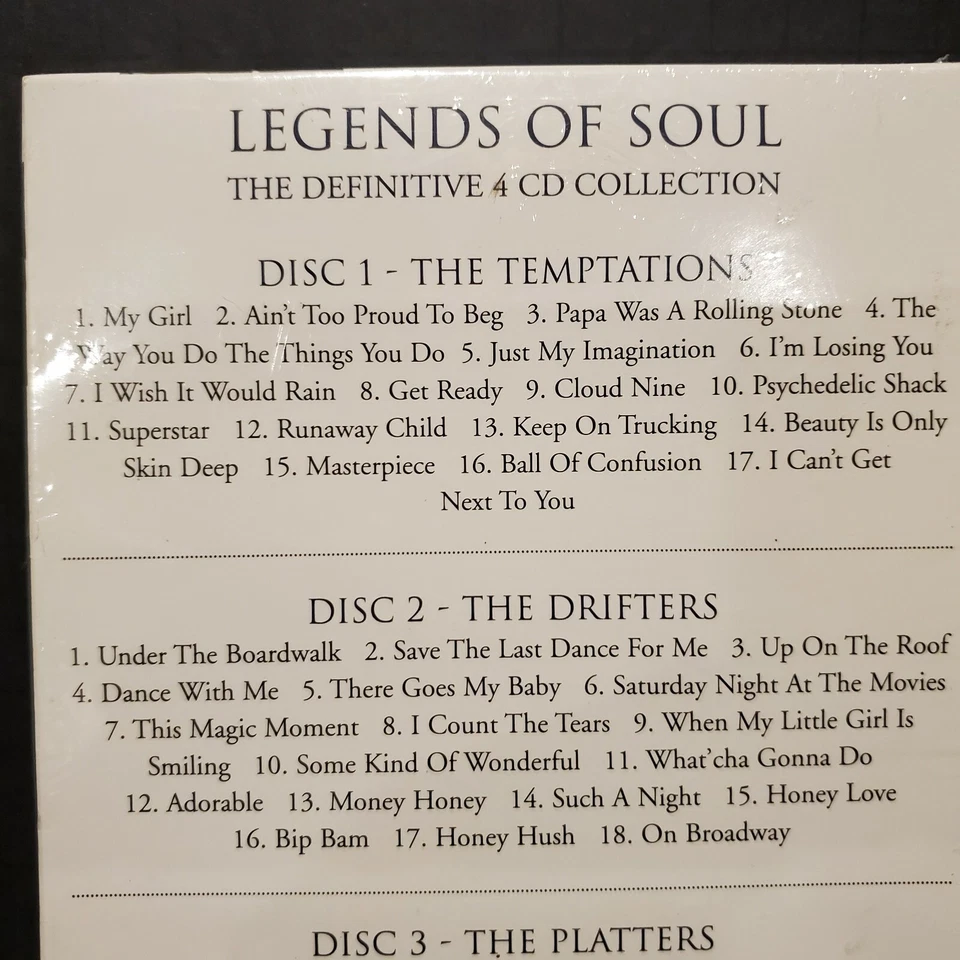 LEGENDS OF SOUL
THE DEFINITIVE 4 CD COLLECTION
DISC 1 - THE TEMPTATIONS
1. My Girl 2. Ain't Too Proud To Beg 3. Papa Was A Rolling Stone 4. The
Way You Do The Things You Do 5. Just My Imagination 6. I'm Losing You
7. I Wish It Would Rain 8. Get Ready 9. Cloud Nine 10. Psychedelic Shack
11. Superstar 12. Runaway Child 13. Keep On Trucking 14. Beauty Is Only
Skin Deep 15. Masterpiece 16. Ball Of Confusion 17. I Can't Get
Next To You
DISC 2 - THE DRIFTERS
1. Under The Boardwalk 2. Save The Last Dance For Me 3. Up On The Roof
4. Dance With Me 5. There Goes My Baby 6. Saturday Night At The Movies
7. This Magic Moment 8. I Count The Tears 9. When My Little Girl Is
Smiling 10. Some Kind Of Wonderful 11. What'cha Gonna Do
12. Adorable 13. Money Honey 14. Such A Night 15. Honey Love
16. Bip Bam 17. Honey Hush 18. On Broadway
DISC 3 - THE PLATTERS